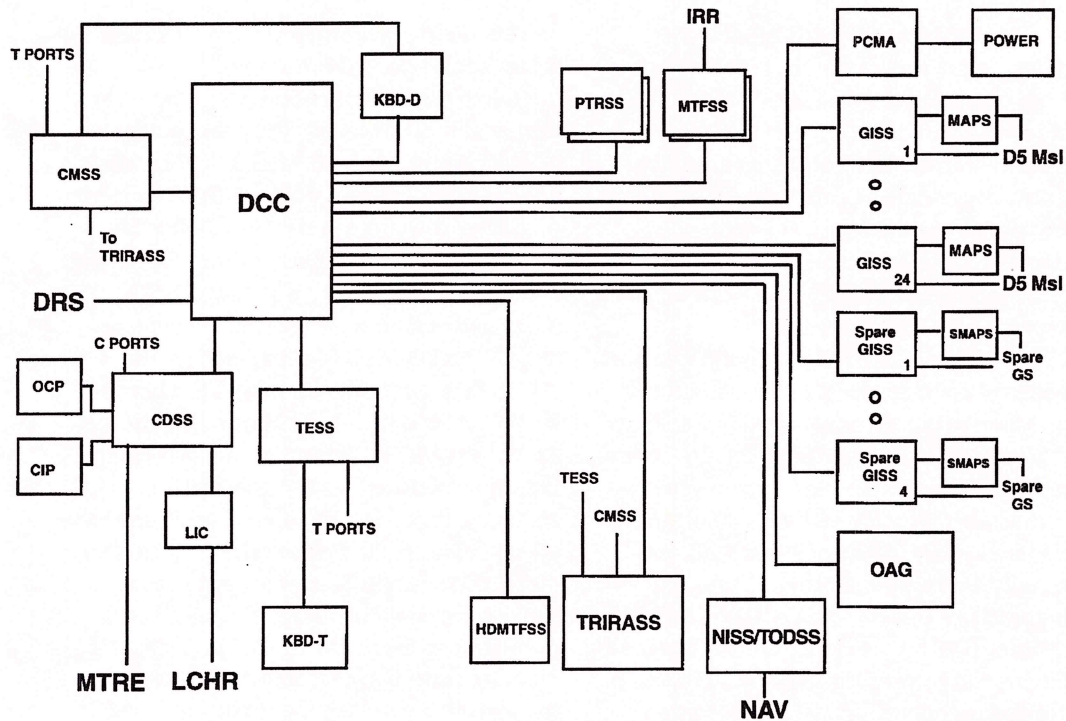 IRR
T PORTS
PCMA
POWER
KBD-D
PTRSS
MTFSS
MAPS
GISS
1
D5 Msl
CMSS
DCC
To
TRIRASS
GISS
24
MAPS
D5 Msl
DRS
C PORTS
Spare
GISS
1
SMAPS
Spare
GS
OCP
CDSS
TESS
CIP
Spare
GISS
4
SMAPS
Spare
GS
TESS
CMSS
T PORTS
LIC
OAG
KBD-T
HDMTFSS
TRIRASS
NISS/TODSS
MTRE
LCHR
NAV